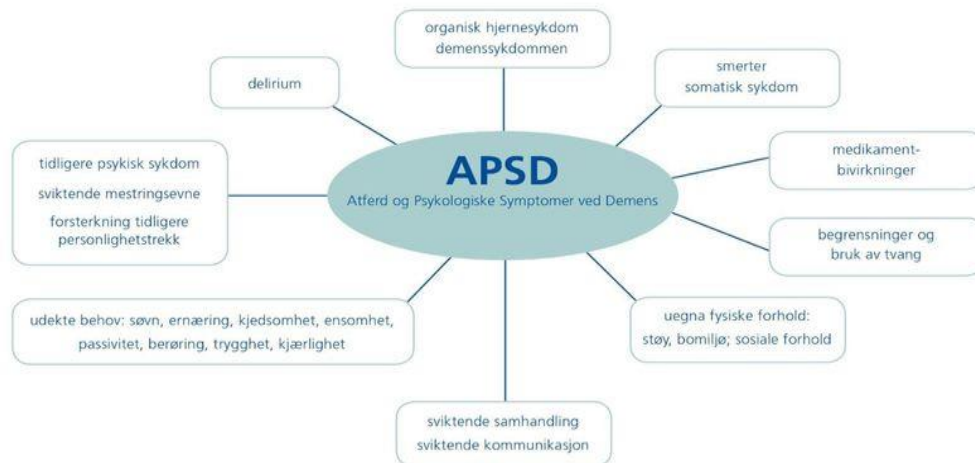 organisk hjernesykdom
demenssykdommen
delirium
smerter
somatisk sykdom
APSD
Atferd og Psykologiske Symptomer ved Demens
medikament-
bivirkninger
tidligere psykisk sykdom
sviktende mestringsevne
forsterkning tidligere
personlighetstrekk
begrensninger og
bruk av tvang
udekte behov: søvn, ernæring, kjedsomhet, ensomhet,
passivitet, berøring, trygghet, kjærlighet
uegna fysiske forhold:
støy, bomiljø; sosiale forhold
sviktende samhandling
sviktende kommunikasjon